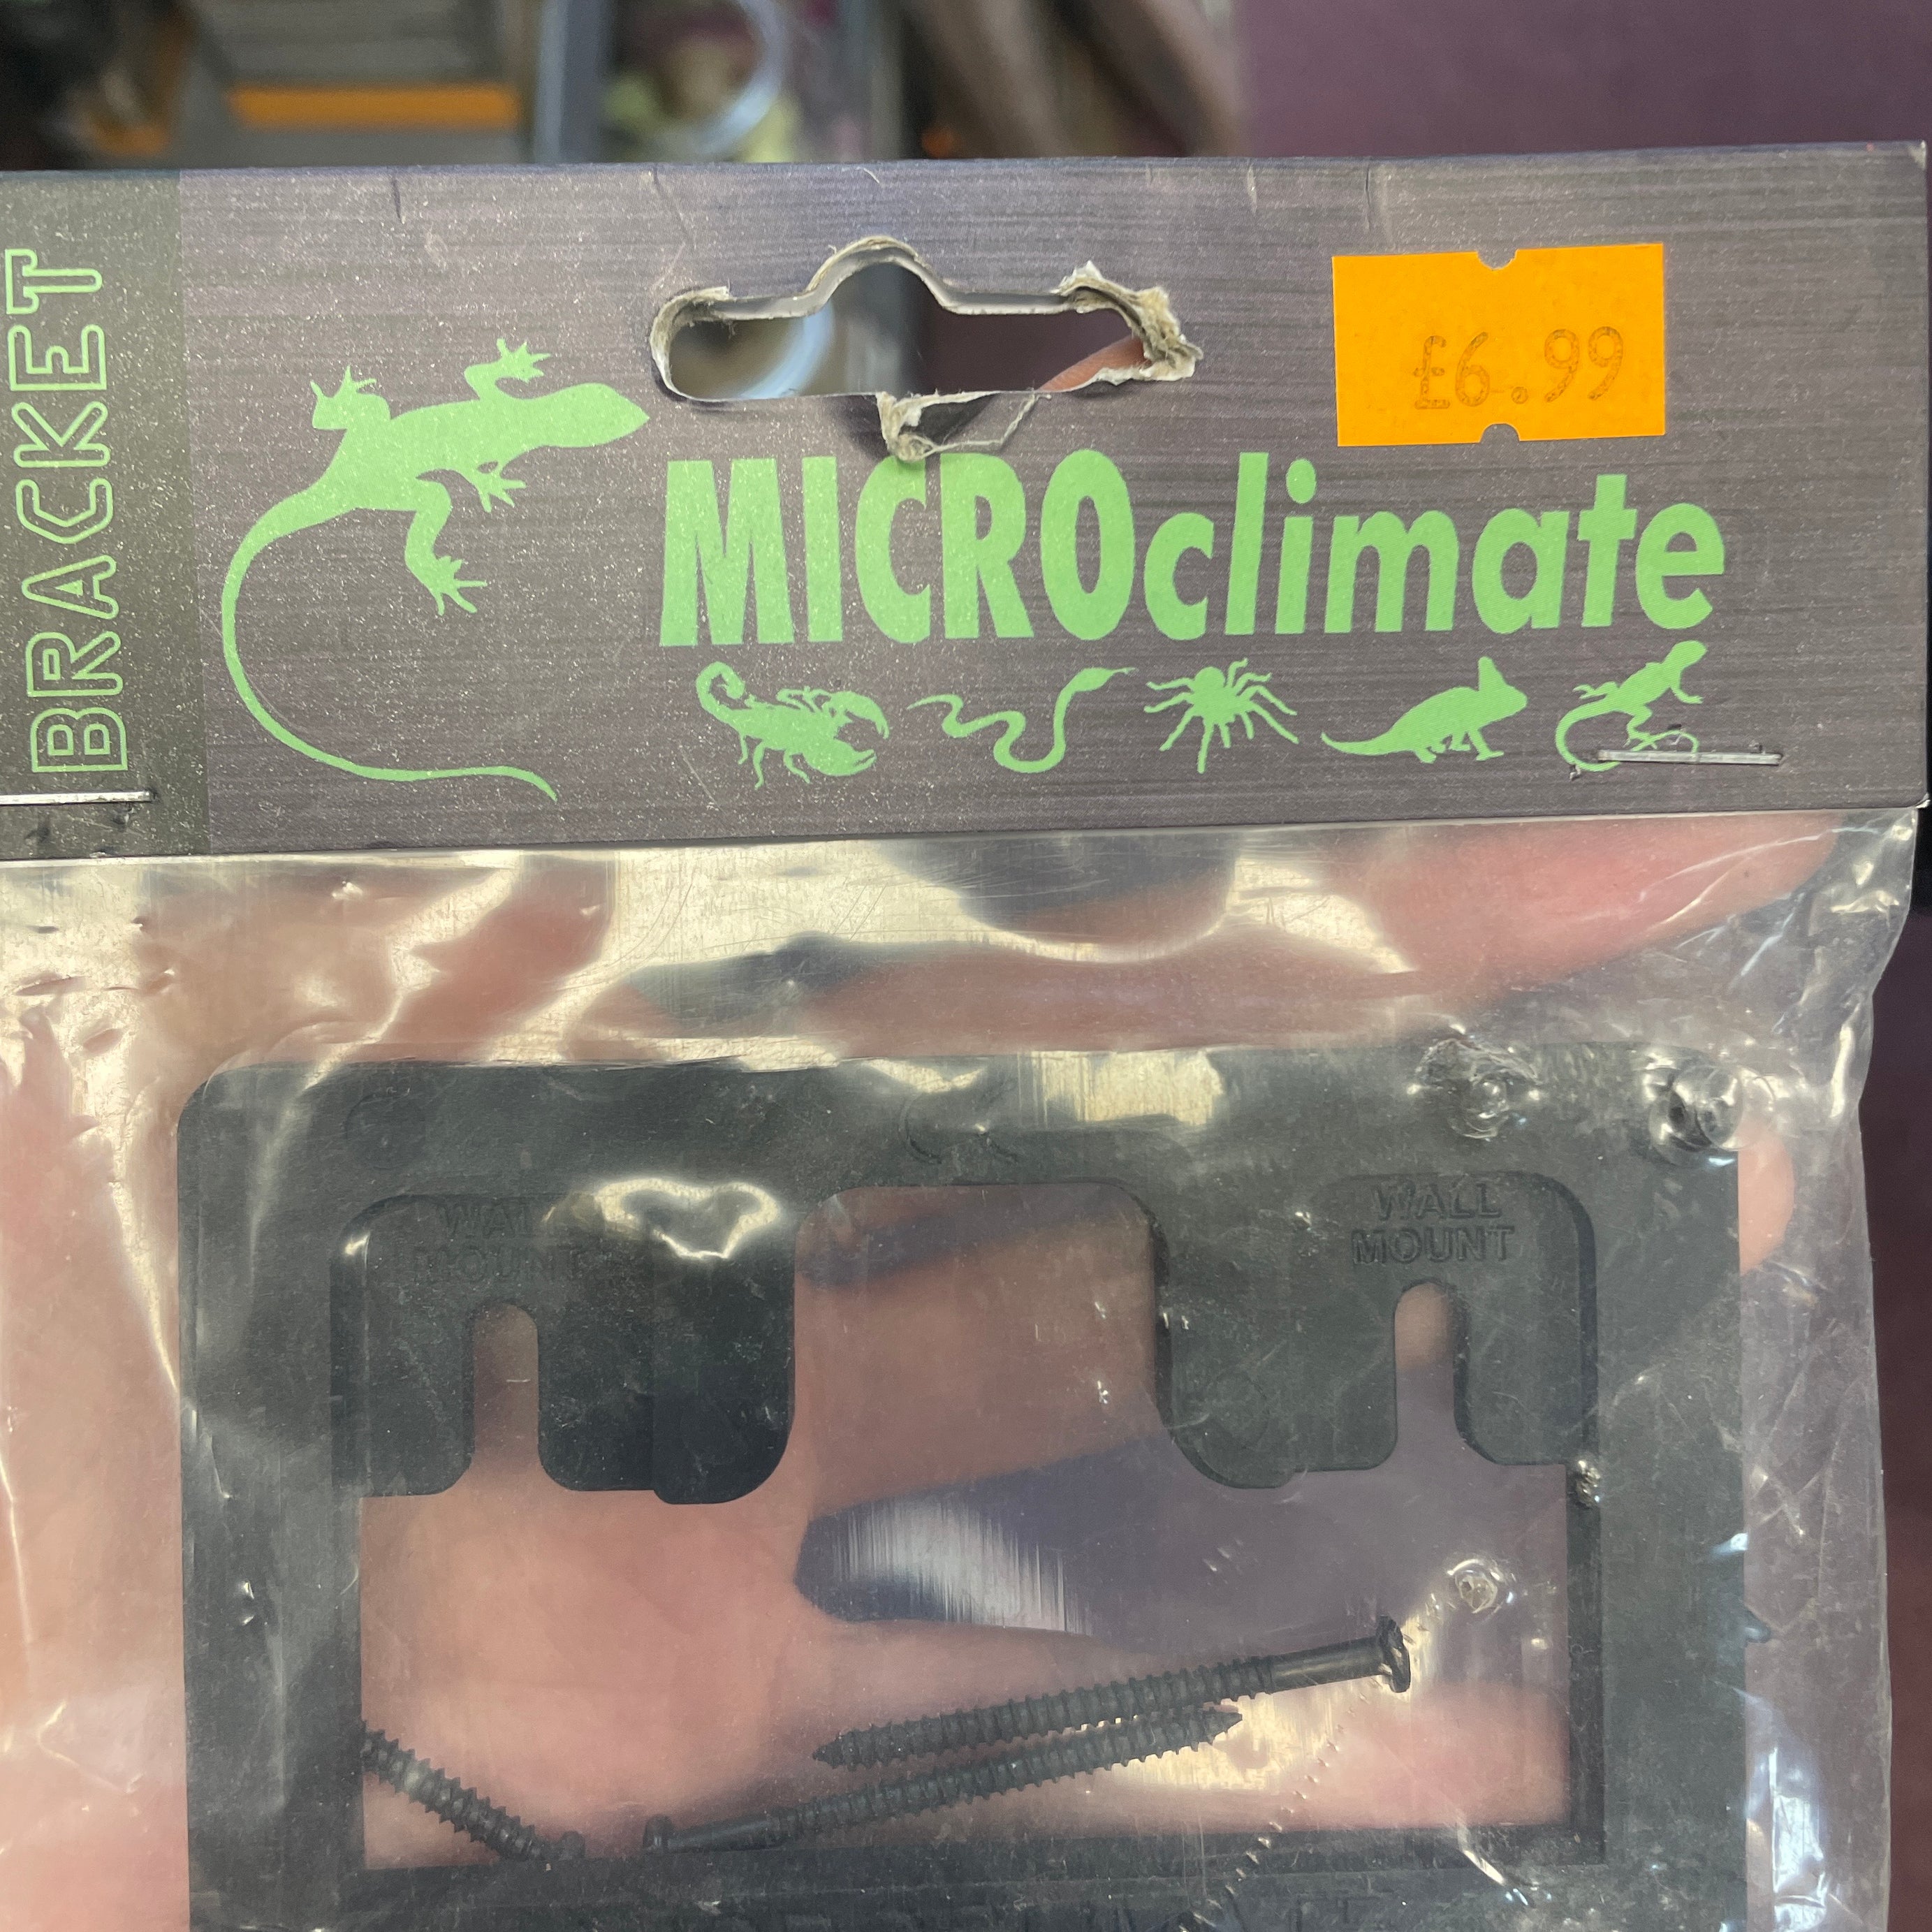 BRACKET
£6.99
MICROclimate
WALL
MOUNT
WALL
MOUNT